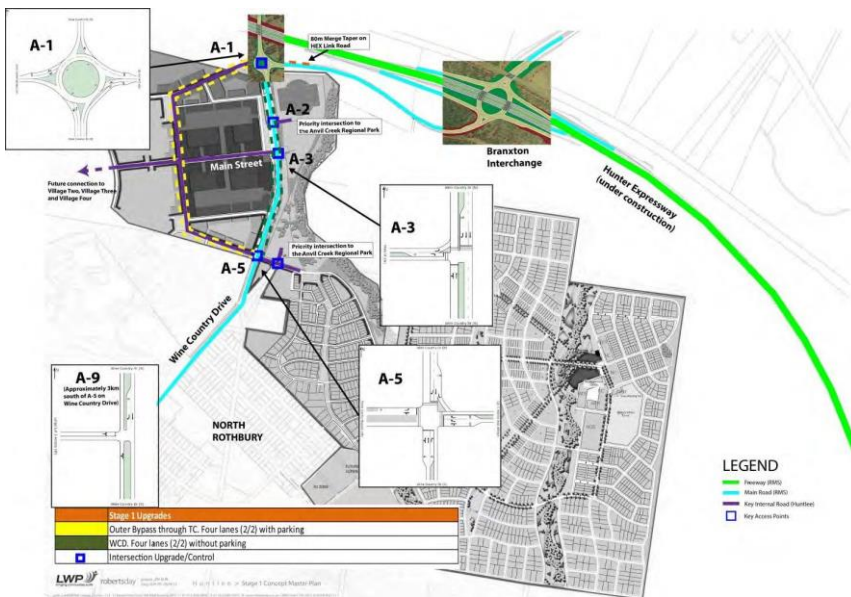 A-1
A-1
80m Merge Taper on
HEX Link Road
A-2
Priority intersection to
the Anvil Creek Regional Park
Branxton
Interchange
Main Street
A-3
Hunter Expressway
(under construction)
Future connection to
Village Two, Village Three
and Village Four
A-3
Priority intersection to
the Anvil Creek Regional Park
A-5
Wine Country Drive
A-5
A-9
(Approximately 3km
south of A-5 on
Wine Country Drive)
NORTH
ROTHBURY
LEGEND
Freeway (RMS)
Main Road (RMS)
Key Internal Road (Huntlee)
Key Access Points
Stage 1 Upgrades
Outer Bypass through TC. Four lanes (2/2) with parking
WCD. Four lanes (2/2) without parking
Intersection Upgrade/Control
LWP robertsday Huntlee > Stage 1 Concept Master Plan